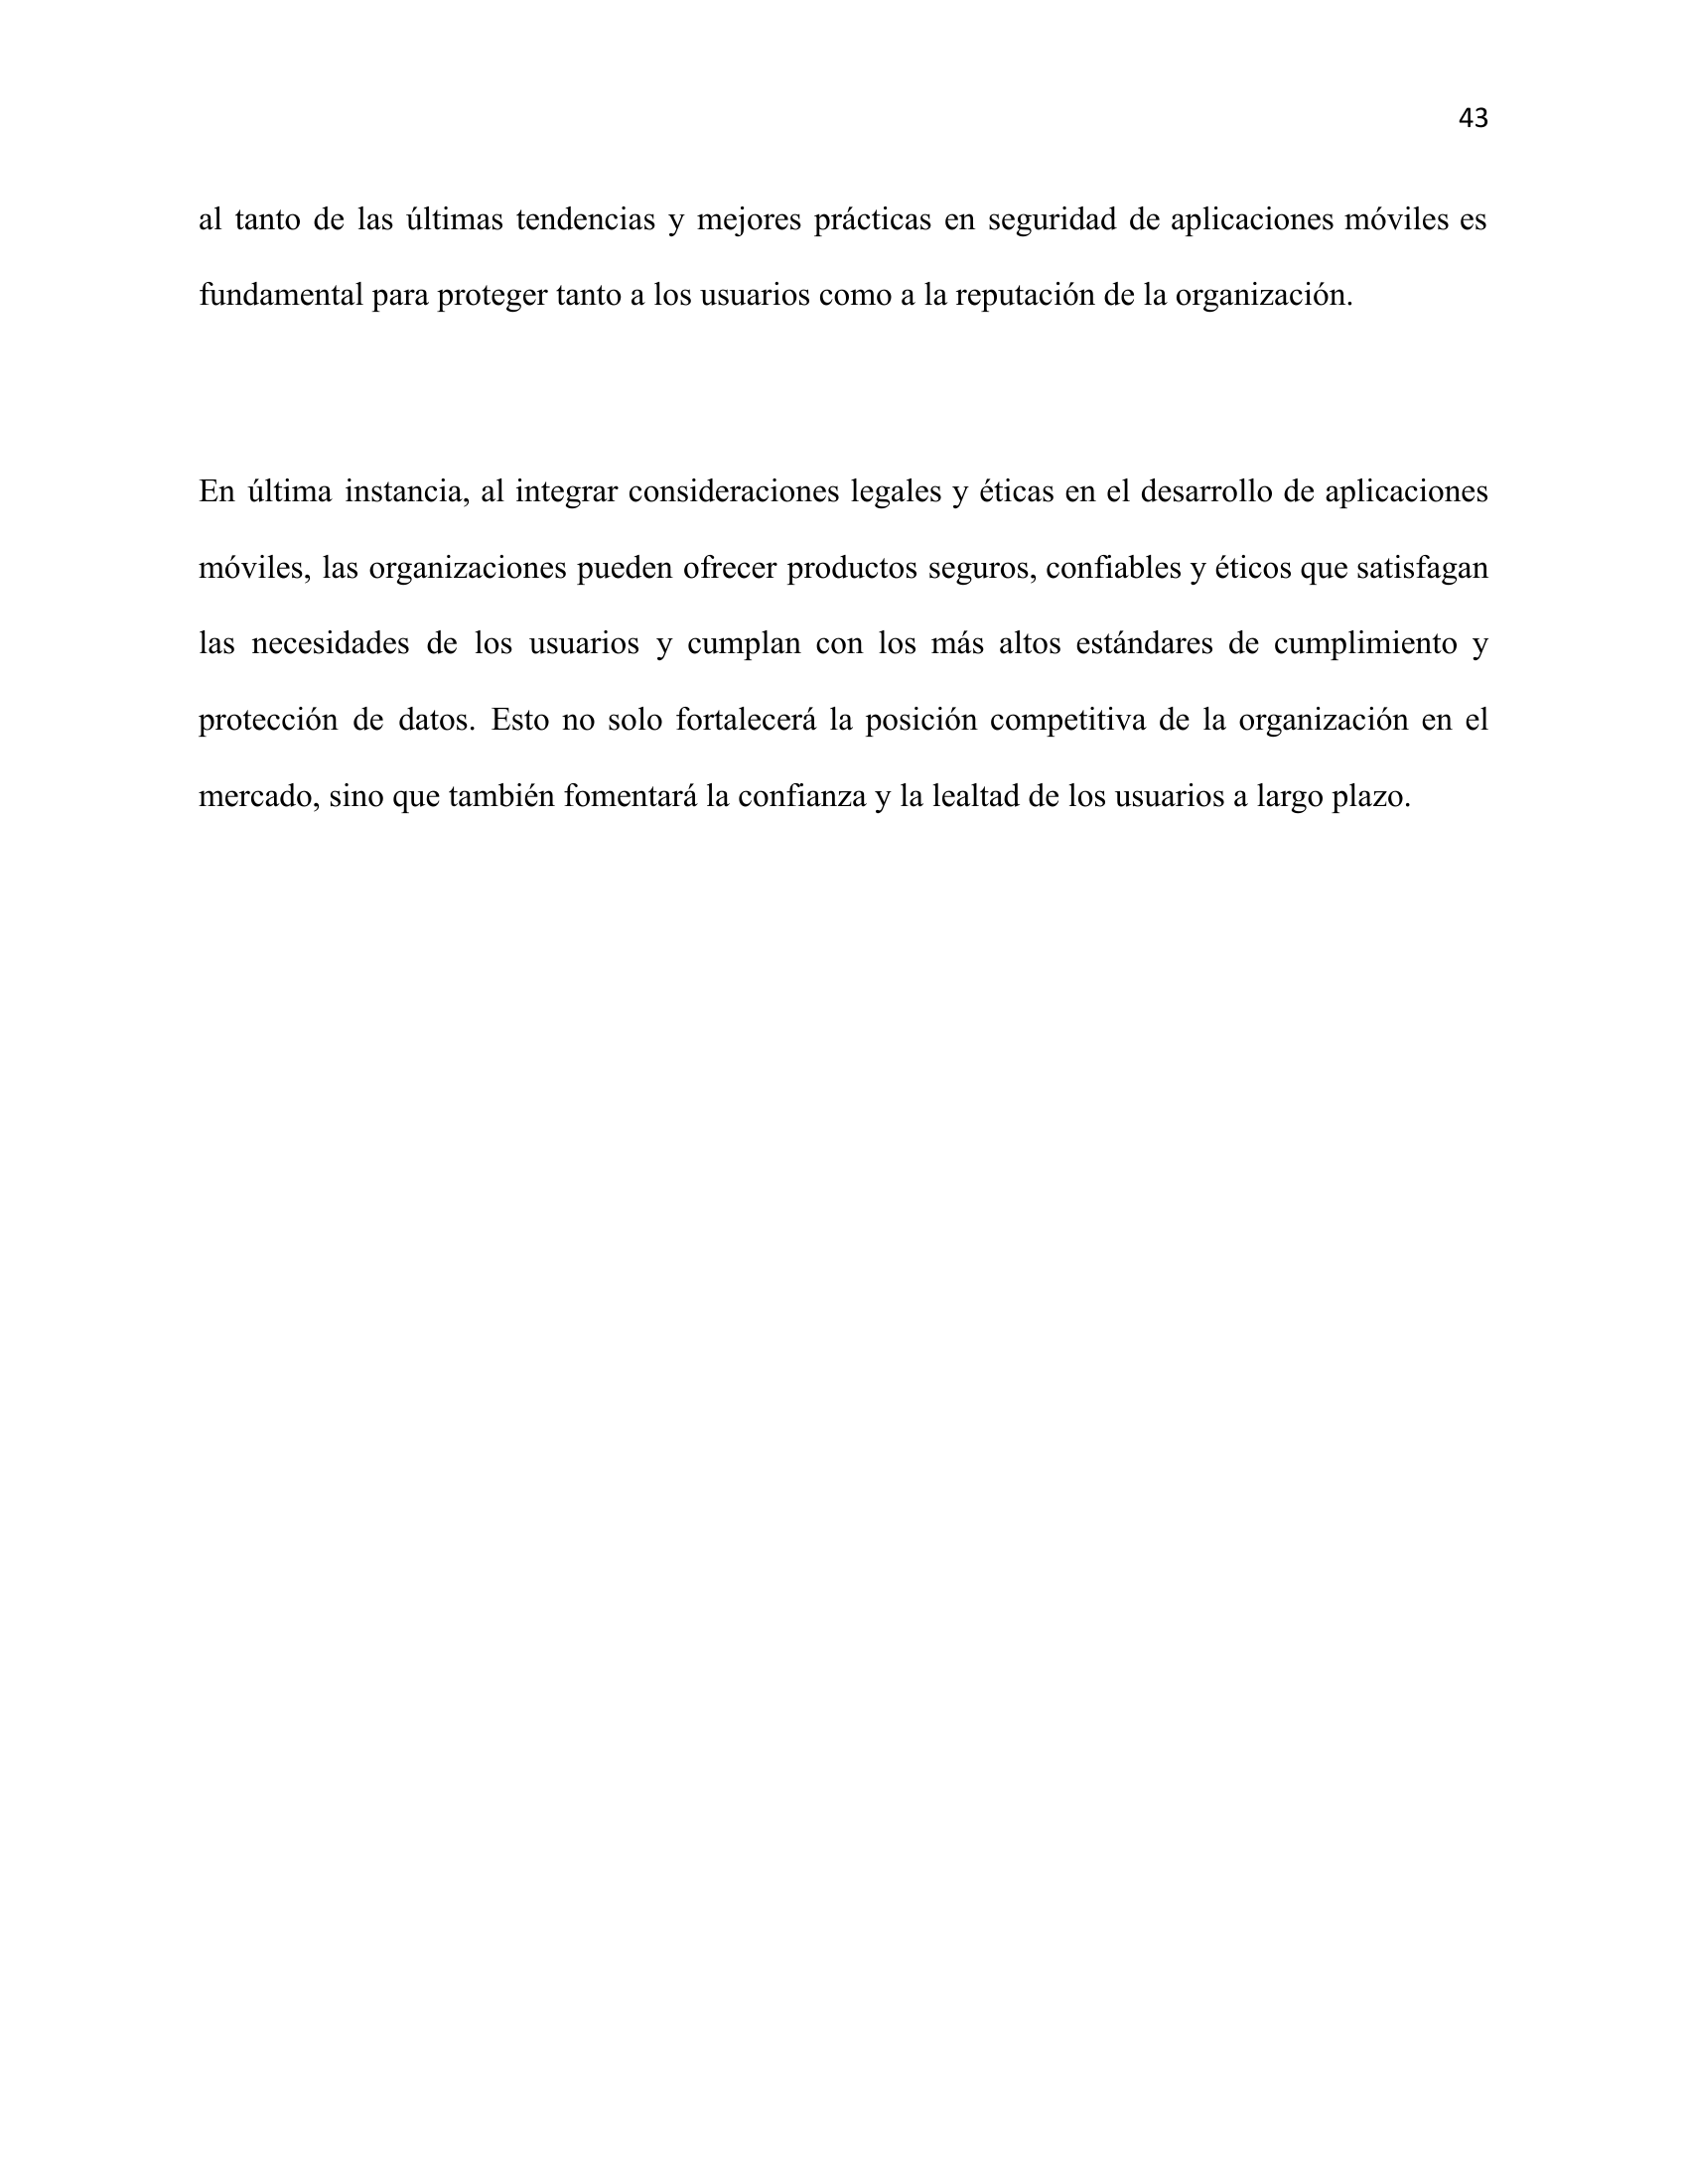 43
al tanto de las últimas tendencias y mejores prácticas en seguridad de aplicaciones móviles es
fundamental para proteger tanto a los usuarios como a la reputación de la organización.
En última instancia, al integrar consideraciones legales y éticas en el desarrollo de aplicaciones
móviles, las organizaciones pueden ofrecer productos seguros, confiables y éticos que satisfagan
las necesidades de los usuarios y cumplan con los más altos estándares de cumplimiento y
protección de datos. Esto no solo fortalecerá la posición competitiva de la organización en el
mercado, sino que también fomentará la confianza y la lealtad de los usuarios a largo plazo.